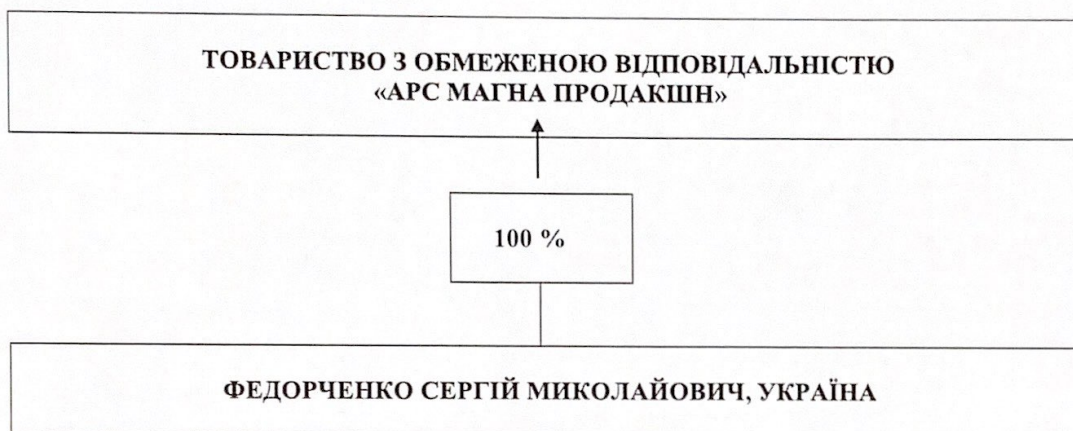 ТОВАРИСТВО З ОБМЕЖЕНОЮ ВІДПОВІДАЛЬНІСТЮ
«АРС МАГНА ПРОДАКШН»
100 %
ФЕДОРЧЕНКО СЕРГІЙ МИКОЛАЙОВИЧ, УКРАЇНА